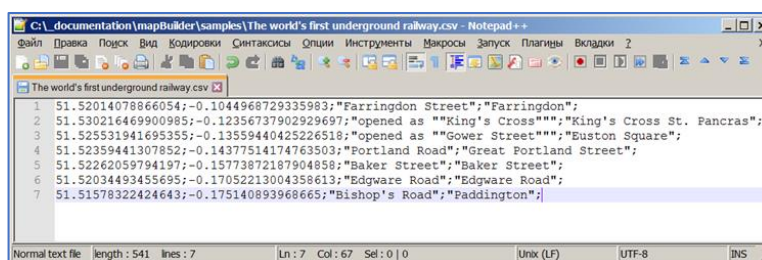 C:\_documentation\mapBuilder\samples\The world's first underground railway.csv - Notepad++
Файл Правка Поиск Вид Кодировки Синтаксисы Опции Инструменты Макросы Запуск Плагины Вкладки ? X
The world's first underground railway.csv
1 51.52014078866054;-0.1044968729335983;"Farringdon Street";"Farringdon";
2 51.530216469900985;-0.12356737902929697;"opened as ""King's Cross""";"King's Cross St. Pancras";
3 51.525531941695355;-0.13559440425226518;"opened as ""Gower Street""";"Euston Square";
4 51.52359441307852;-0.14377514174763503;"Portland Road";"Great Portland Street";
5 51.52262059794197;-0.15773872187904858;"Baker Street";"Baker Street";
6 51.52034493455695;-0.17052213004358613;"Edgware Road";"Edgware Road";
7 51.51578322424643;-0.175140893968665;"Bishop's Road";"Paddington";
Normal text file length : 541 lines : 7 Ln : 7 Col : 67 Sel : 0 | 0 Unix (LF) UTF-8 INS